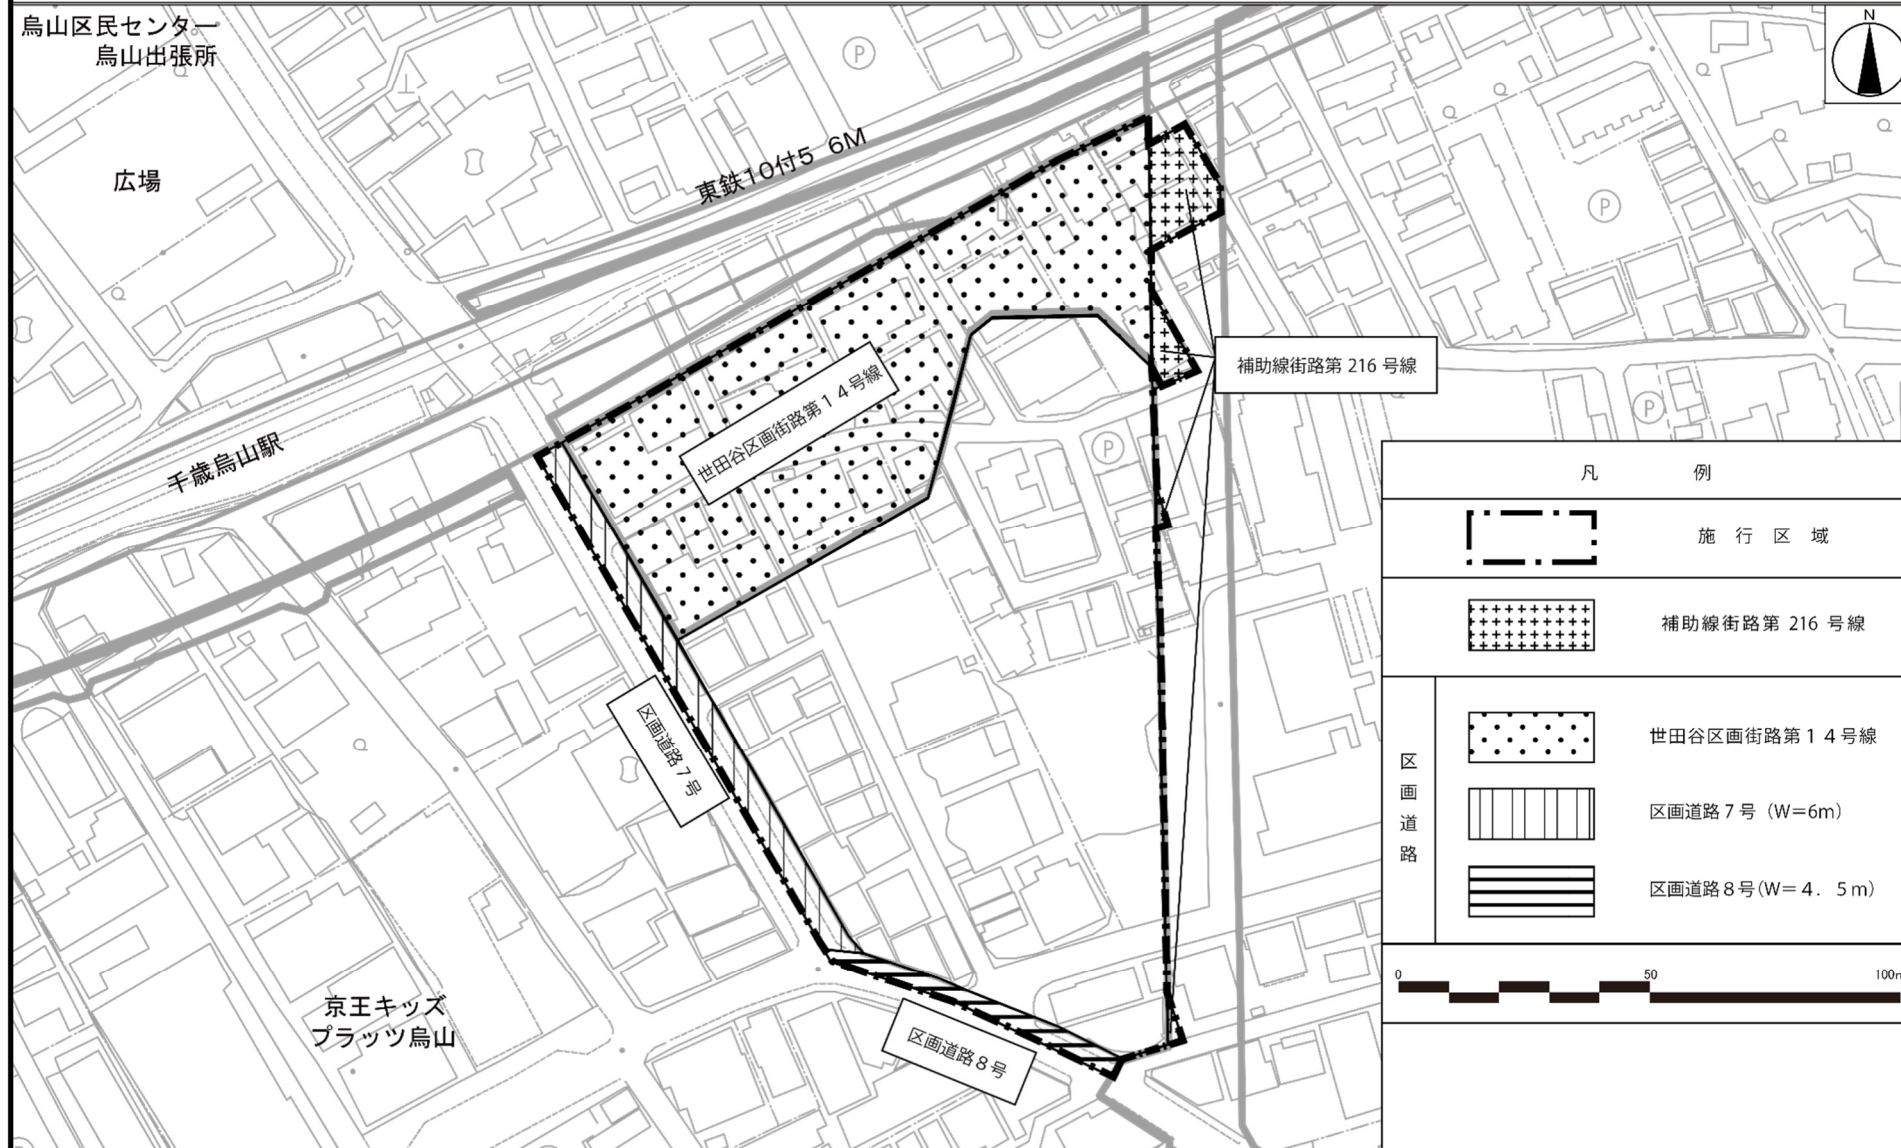 烏山区民センター
烏山出張所
N
P
広場
東鉄10付5 6M
P
補助線街路第 216 号線
世田谷区画街路第１４号線
P
P
千歳烏山駅
凡 例
施 行 区 域
補助線街路第 216 号線
区画道路
世田谷区画街路第１４号線
区画道路７号（W＝6m）
区画道路８号(W＝４．５m）
0 50 100m
区画道路７号
京王キッズ
プラッツ烏山
区画道路８号